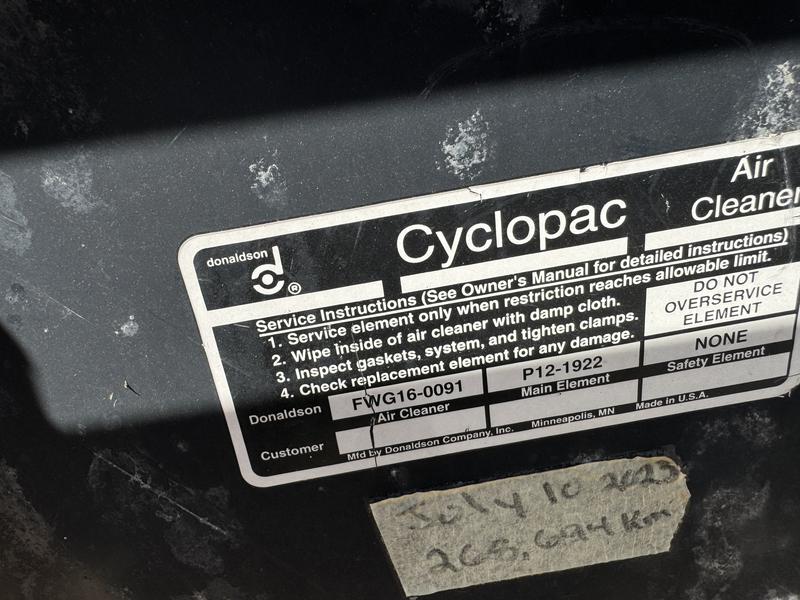 donaldson
®
Cyclopac
Air
Cleaner
Service Instructions (See Owner's Manual for detailed instructions)
1. Service element only when restriction reaches allowable limit.
2. Wipe inside of air cleaner with damp cloth.
3. Inspect gaskets, system, and tighten clamps.
4. Check replacement element for any damage.
DO NOT
OVERSERVICE
ELEMENT
Donaldson
FWG16-0091
Air Cleaner
P12-1922
Main Element
NONE
Safety Element
Customer
Mfd by Donaldson Company, Inc. Minneapolis, MN Made in U.S.A.
July 10 2023
268,694 Km